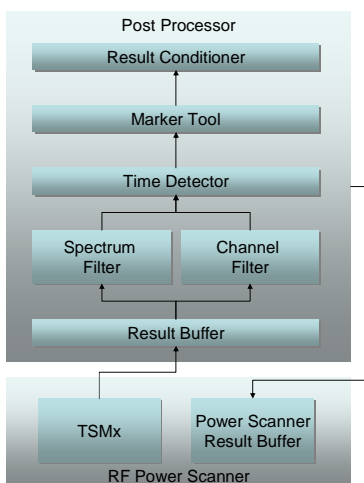 Post Processor
Result Conditioner
Marker Tool
Time Detector
Spectrum
Filter
Channel
Filter
Result Buffer
TSMx
Power Scanner
Result Buffer
RF Power Scanner